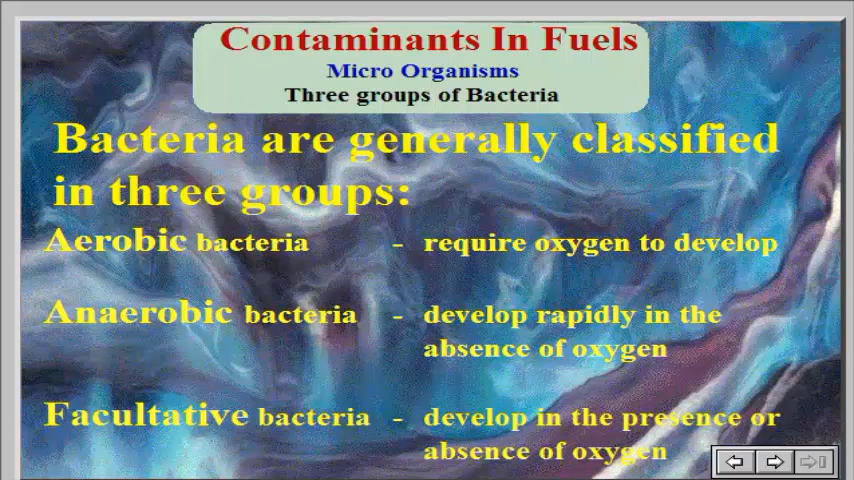 Contaminants In Fuels
Micro Organisms
Three groups of Bacteria
Bacteria are generally classified
in three groups:
Aerobic bacteria - require oxygen to develop
Anaerobic bacteria - develop rapidly in the
absence of oxygen
Facultative bacteria - develop in the presence or
absence of oxygen